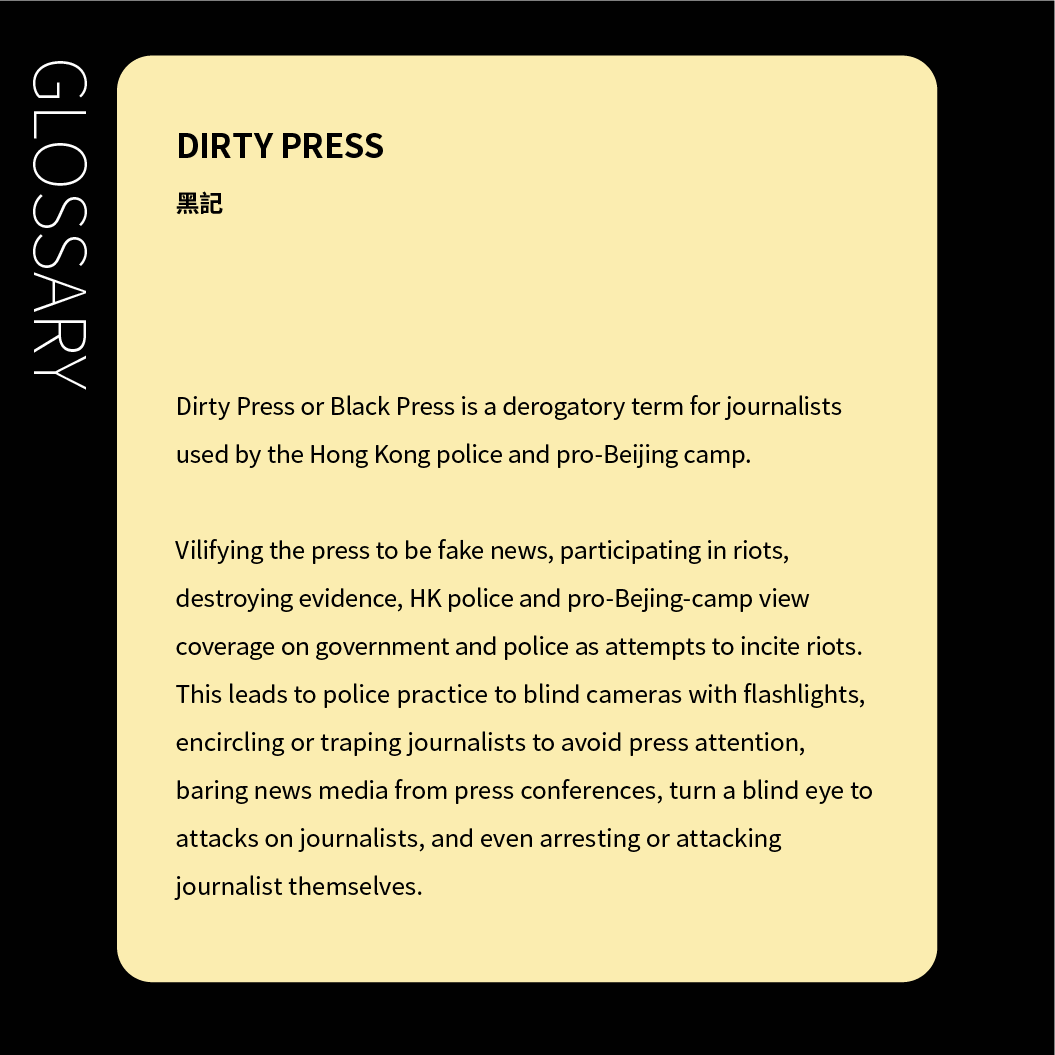 GLOSSARY
DIRTY PRESS
黑記
Dirty Press or Black Press is a derogatory term for journalists
used by the Hong Kong police and pro-Beijing camp.
Vilifying the press to be fake news, participating in riots,
destroying evidence, HK police and pro-Bejing-camp view
coverage on government and police as attempts to incite riots.
This leads to police practice to blind cameras with flashlights,
encircling or traping journalists to avoid press attention,
baring news media from press conferences, turn a blind eye to
attacks on journalists, and even arresting or attacking
journalist themselves.